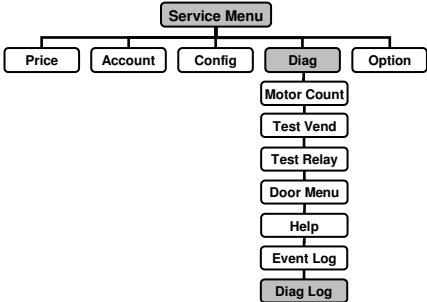 Service Menu
Price Account Config Diag Option
Motor Count
Test Vend
Test Relay
Door Menu
Help
Event Log
Diag Log